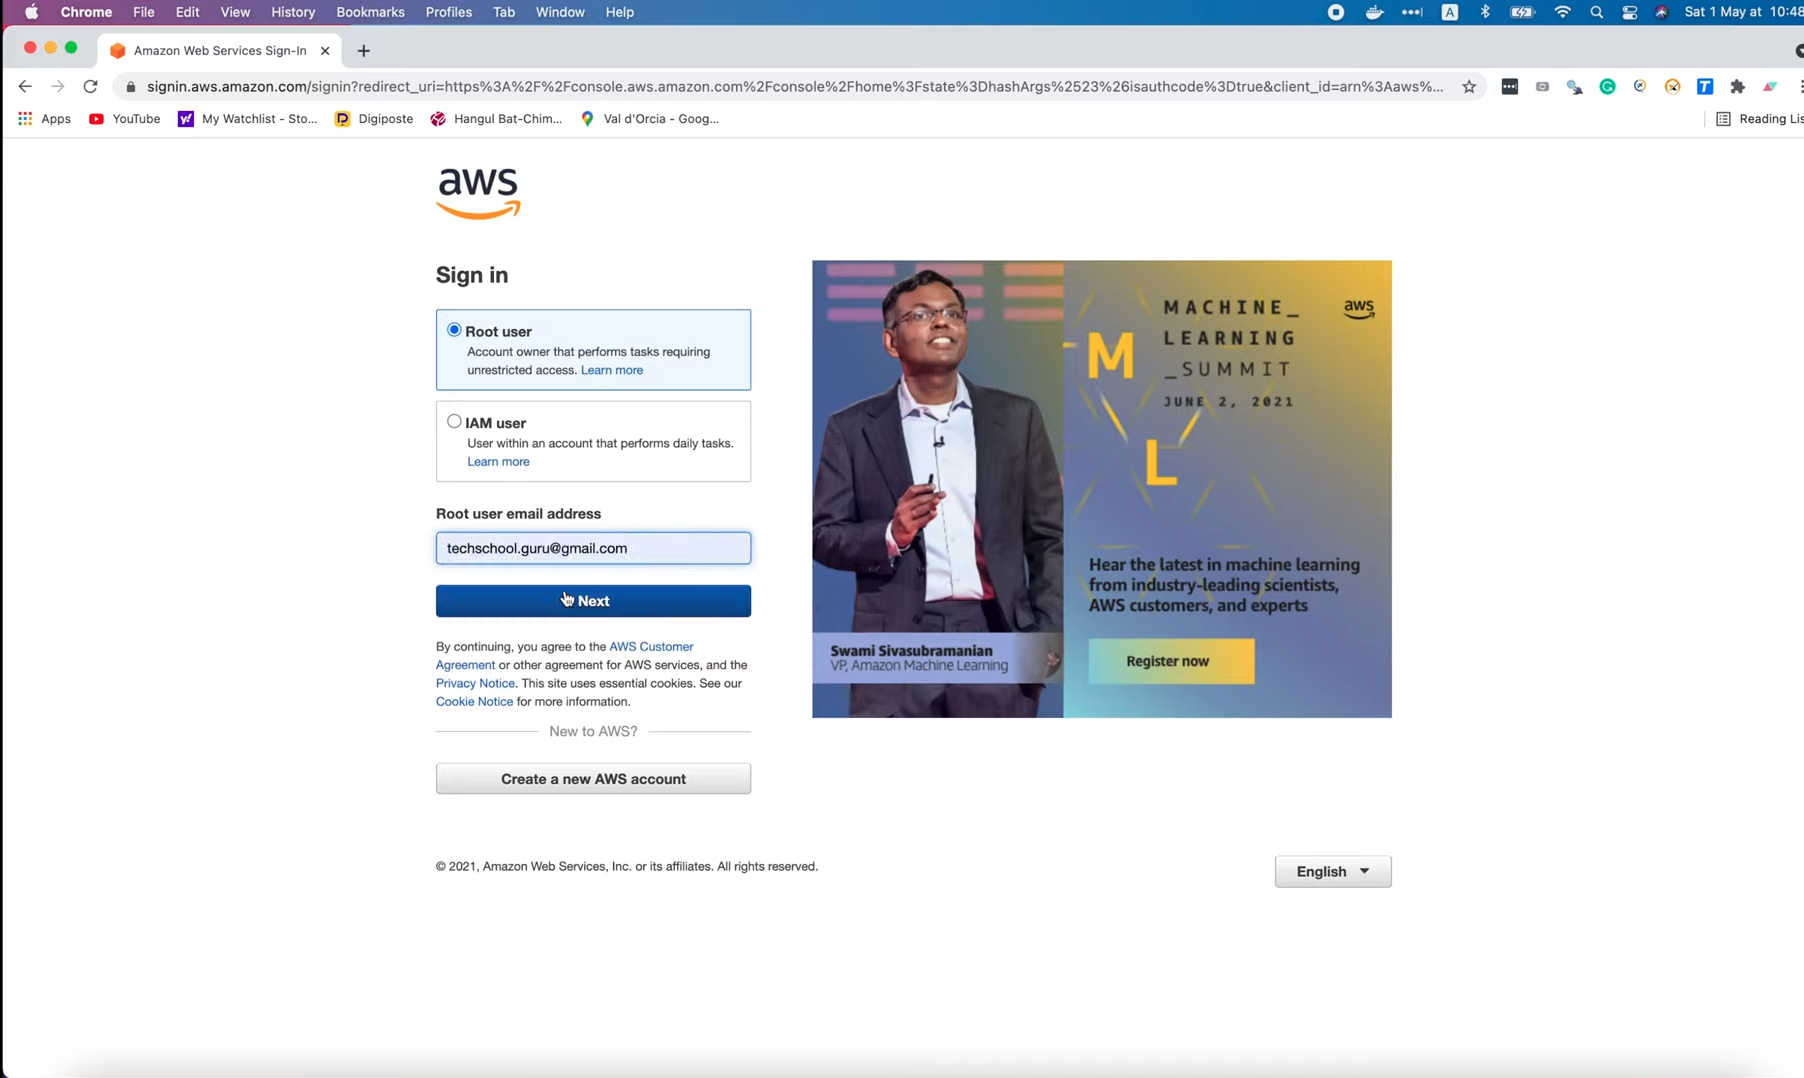 Chrome File Edit View History Bookmarks Profiles Tab Window Help
A
Sat 1 May at 10:48
Amazon Web Services Sign-In
signin.aws.amazon.com/signin?redirect_uri=https%3A%2F%2Fconsole.aws.amazon.com%2Fconsole%2Fhome%3Fstate%3DhashArgs%2523%26isauthcode%3Dtrue&client_id=arn%3Aaws%...
Apps YouTube My Watchlist - Sto... Digiposte Hangul Bat-Chim... Val d'Orcia - Goog...
Reading Lis
aws
Sign in
Root user
Account owner that performs tasks requiring
unrestricted access. Learn more
IAM user
User within an account that performs daily tasks.
Learn more
Root user email address
techschool.guru@gmail.com
Next
By continuing, you agree to the AWS Customer
Agreement or other agreement for AWS services, and the
Privacy Notice. This site uses essential cookies. See our
Cookie Notice for more information.
New to AWS?
Create a new AWS account
aws
MACHINE_
LEARNING
_SUMMIT
JUNE 2, 2021
M
L
Hear the latest in machine learning
from industry-leading scientists,
AWS customers, and experts
Swami Sivasubramanian
VP, Amazon Machine Learning
Register now
© 2021, Amazon Web Services, Inc. or its affiliates. All rights reserved.
English